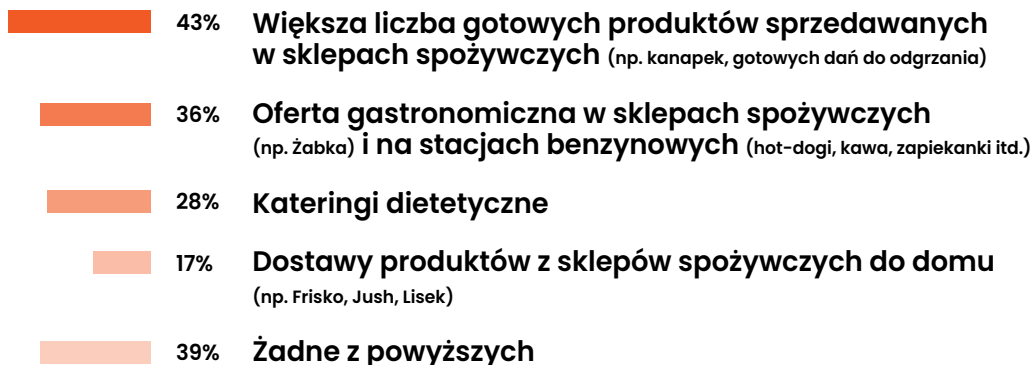 43% Większa liczba gotowych produktów sprzedawanych
w sklepach spożywczych (np. kanapek, gotowych dań do odgrzania)
36% Oferta gastronomiczna w sklepach spożywczych
(np. Żabka) i na stacjach benzynowych (hot-dogi, kawa, zapiekanki itd.)
28% Kateringi dietetyczne
17% Dostawy produktów z sklepów spożywczych do domu
(np. Frisko, Jush, Lisek)
39% Żadne z powyższych